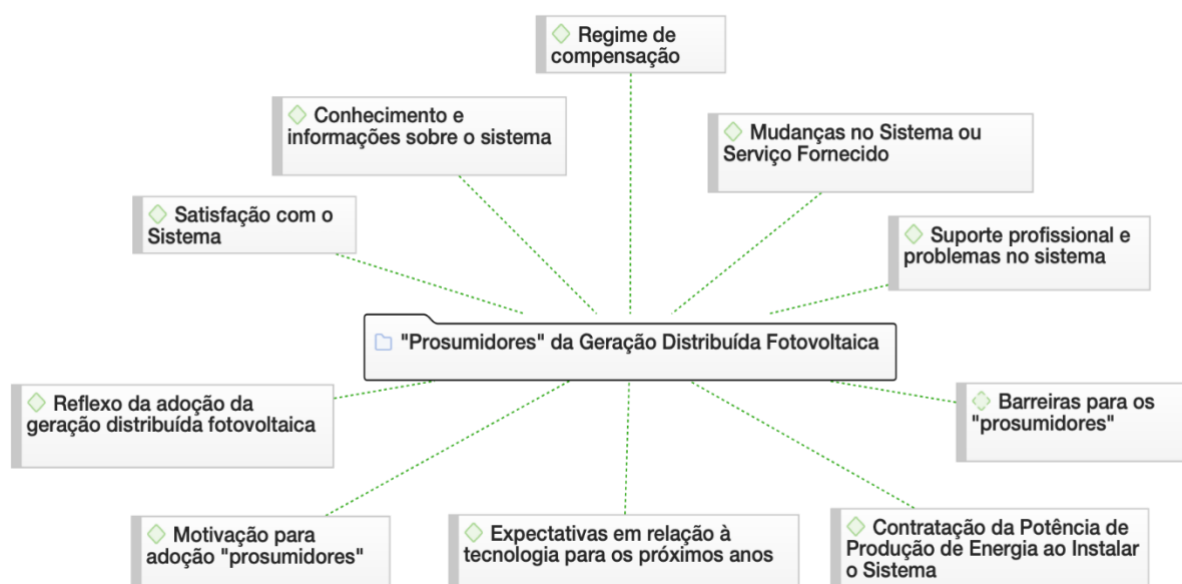 Regime de
compensação
Conhecimento e
informações sobre o sistema
Mudanças no Sistema ou
Serviço Fornecido
Satisfação com o
Sistema
Suporte profissional e
problemas no sistema
"Prosumidores" da Geração Distribuída Fotovoltaica
Reflexo da adoção da
geração distribuída fotovoltaica
Barreiras para os
"prosumidores"
Motivação para
adoção "prosumidores"
Expectativas em relação à
tecnologia para os próximos anos
Contratação da Potência de
Produção de Energia ao Instalar
o Sistema